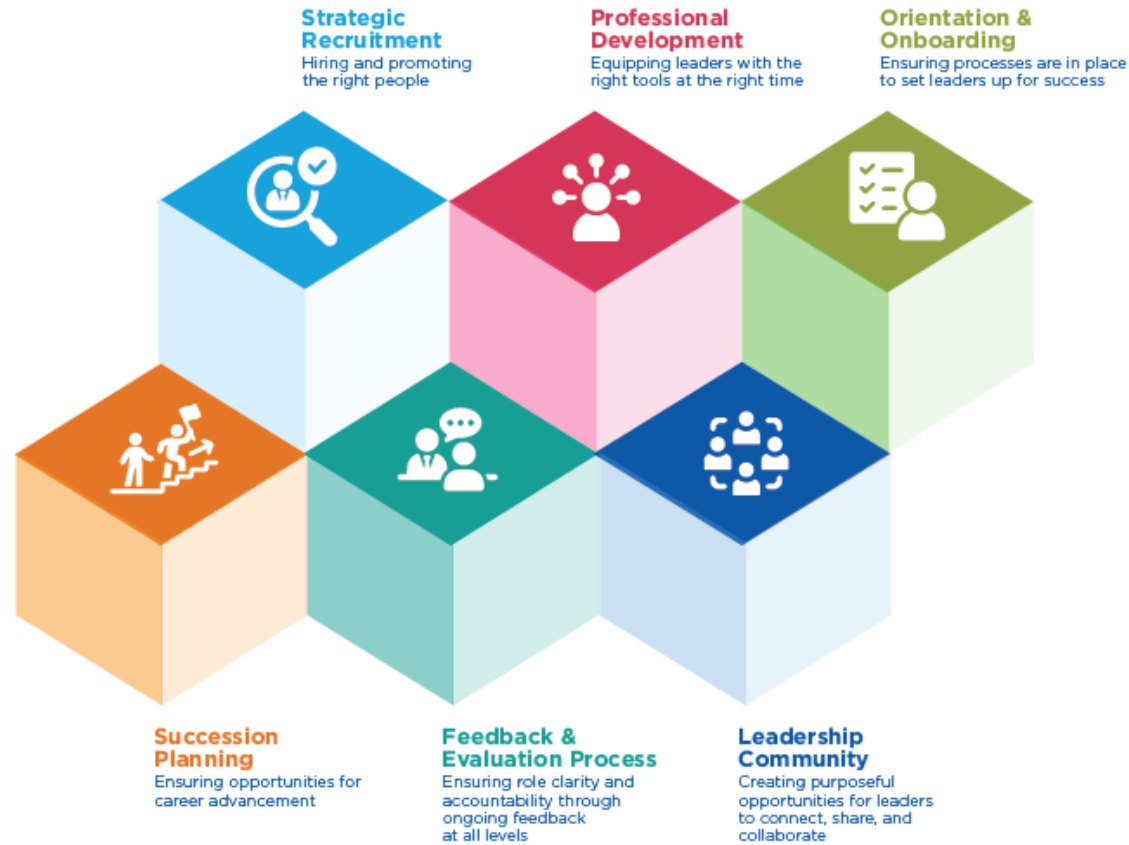 Strategic
Recruitment
Hiring and promoting
the right people
Professional
Development
Equipping leaders with the
right tools at the right time
Orientation &
Onboarding
Ensuring processes are in place
to set leaders up for success
Succession
Planning
Ensuring opportunities for
career advancement
Feedback &
Evaluation Process
Ensuring role clarity and
accountability through
ongoing feedback
at all levels
Leadership
Community
Creating purposeful
opportunities for leaders
to connect, share, and
collaborate